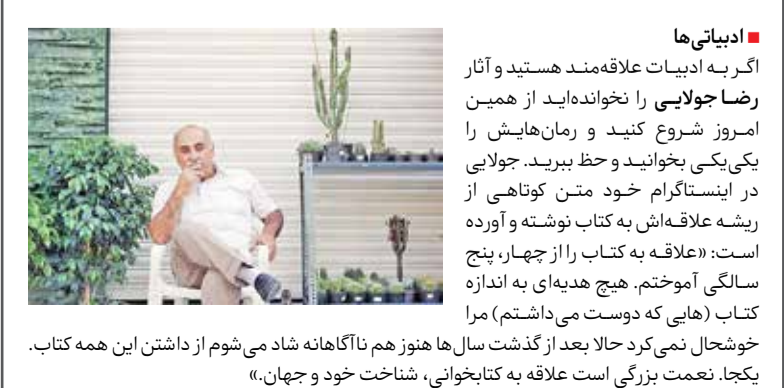 ■ ادبیاتی‌ها
اگر به ادبیات علاقه‌مند هستید و آثار
رضا جولایی را نخوانده‌اید از همین
امروز شروع کنید و رمان‌هایش را
یکی‌یکی بخوانید و حظ ببرید. جولایی
در اینستاگرام خود متن کوتاهی از
ریشه علاقه‌اش به کتاب نوشته و آورده
است: «علاقه به کتاب را از چهار، پنج
سالگی آموختم. هیچ هدیه‌ای به اندازه
کتاب (هایی که دوست می‌داشتم) مرا
خوشحال نمی‌کرد حالا بعد از گذشت سال‌ها هنوز هم ناآگاهانه شاد می‌شوم از داشتن این همه کتاب.
یکجا. نعمت بزرگی است علاقه به کتابخوانی، شناخت خود و جهان.»